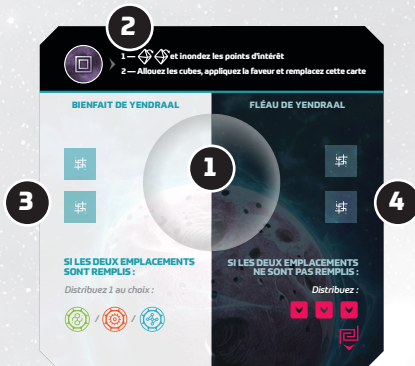 2
1 — et inondez les points d'intérêt
2 — Allouez les cubes, appliquez la faveur et remplacez cette carte
BIENFAIT DE YENDRAAL
FLÉAU DE YENDRAAL
1
3
4
SI LES DEUX EMPLACEMENTS
SONT REMPLIS :
Distribuez 1 au choix :
/ /
SI LES DEUX EMPLACEMENTS
NE SONT PAS REMPLIS :
Distribuez :